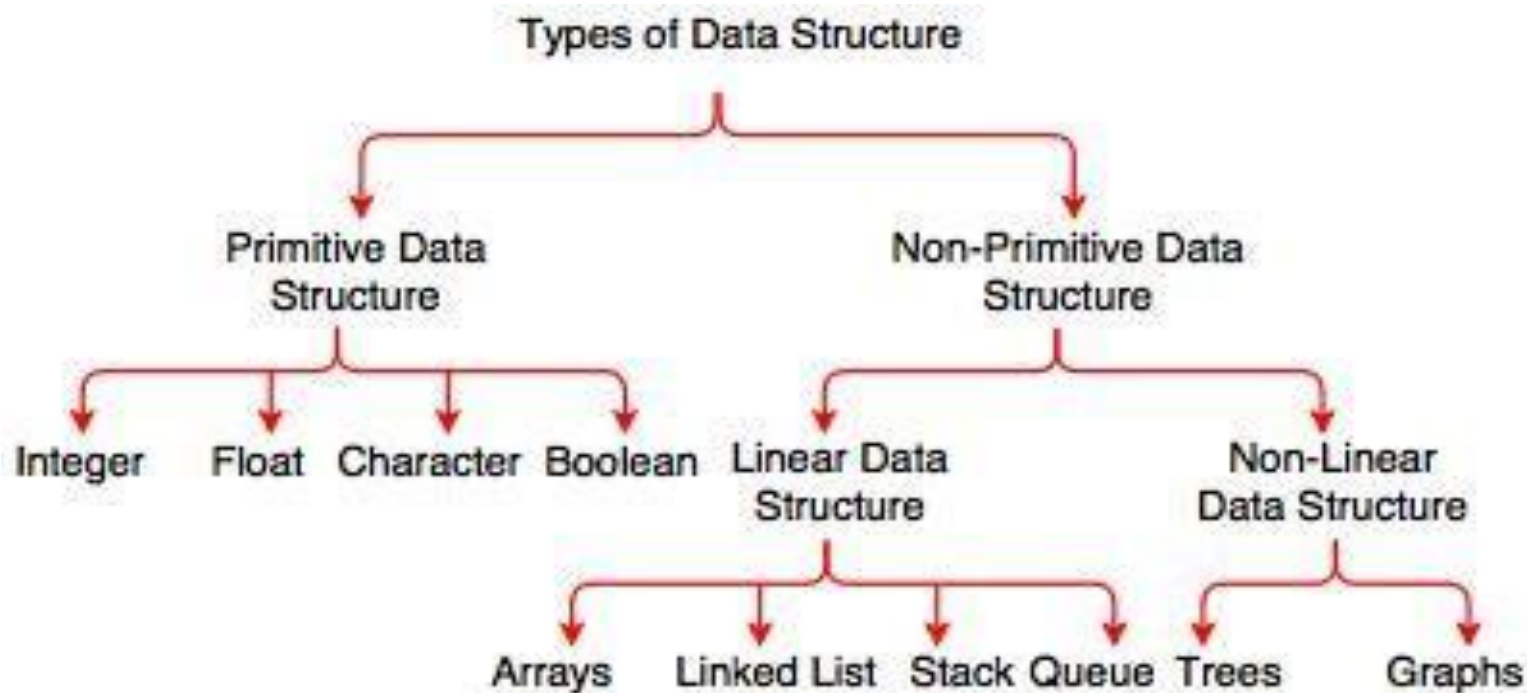 Types of Data Structure
Primitive Data
Structure
Non-Primitive Data
Structure
Integer
Float
Character
Boolean
Linear Data
Structure
Non-Linear
Data Structure
Arrays
Linked List
Stack
Queue
Trees
Graphs